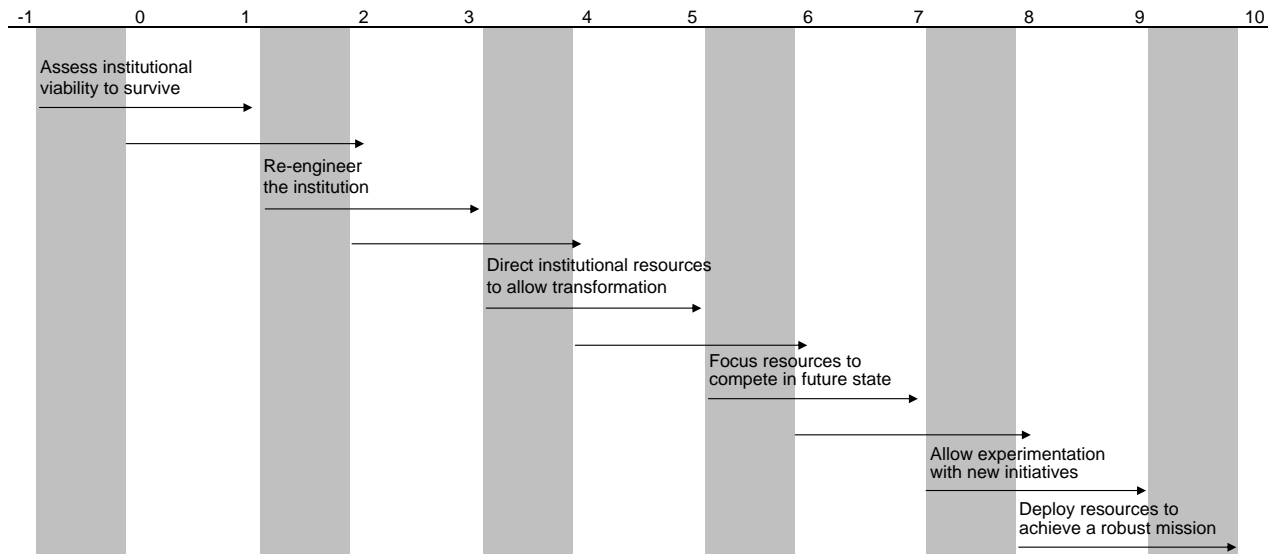 -1 0 1 2 3 4 5 6 7 8 9 10
Assess institutional
viability to survive
Re-engineer
the institution
Direct institutional resources
to allow transformation
Focus resources to
compete in future state
Allow experimentation
with new initiatives
Deploy resources to
achieve a robust mission